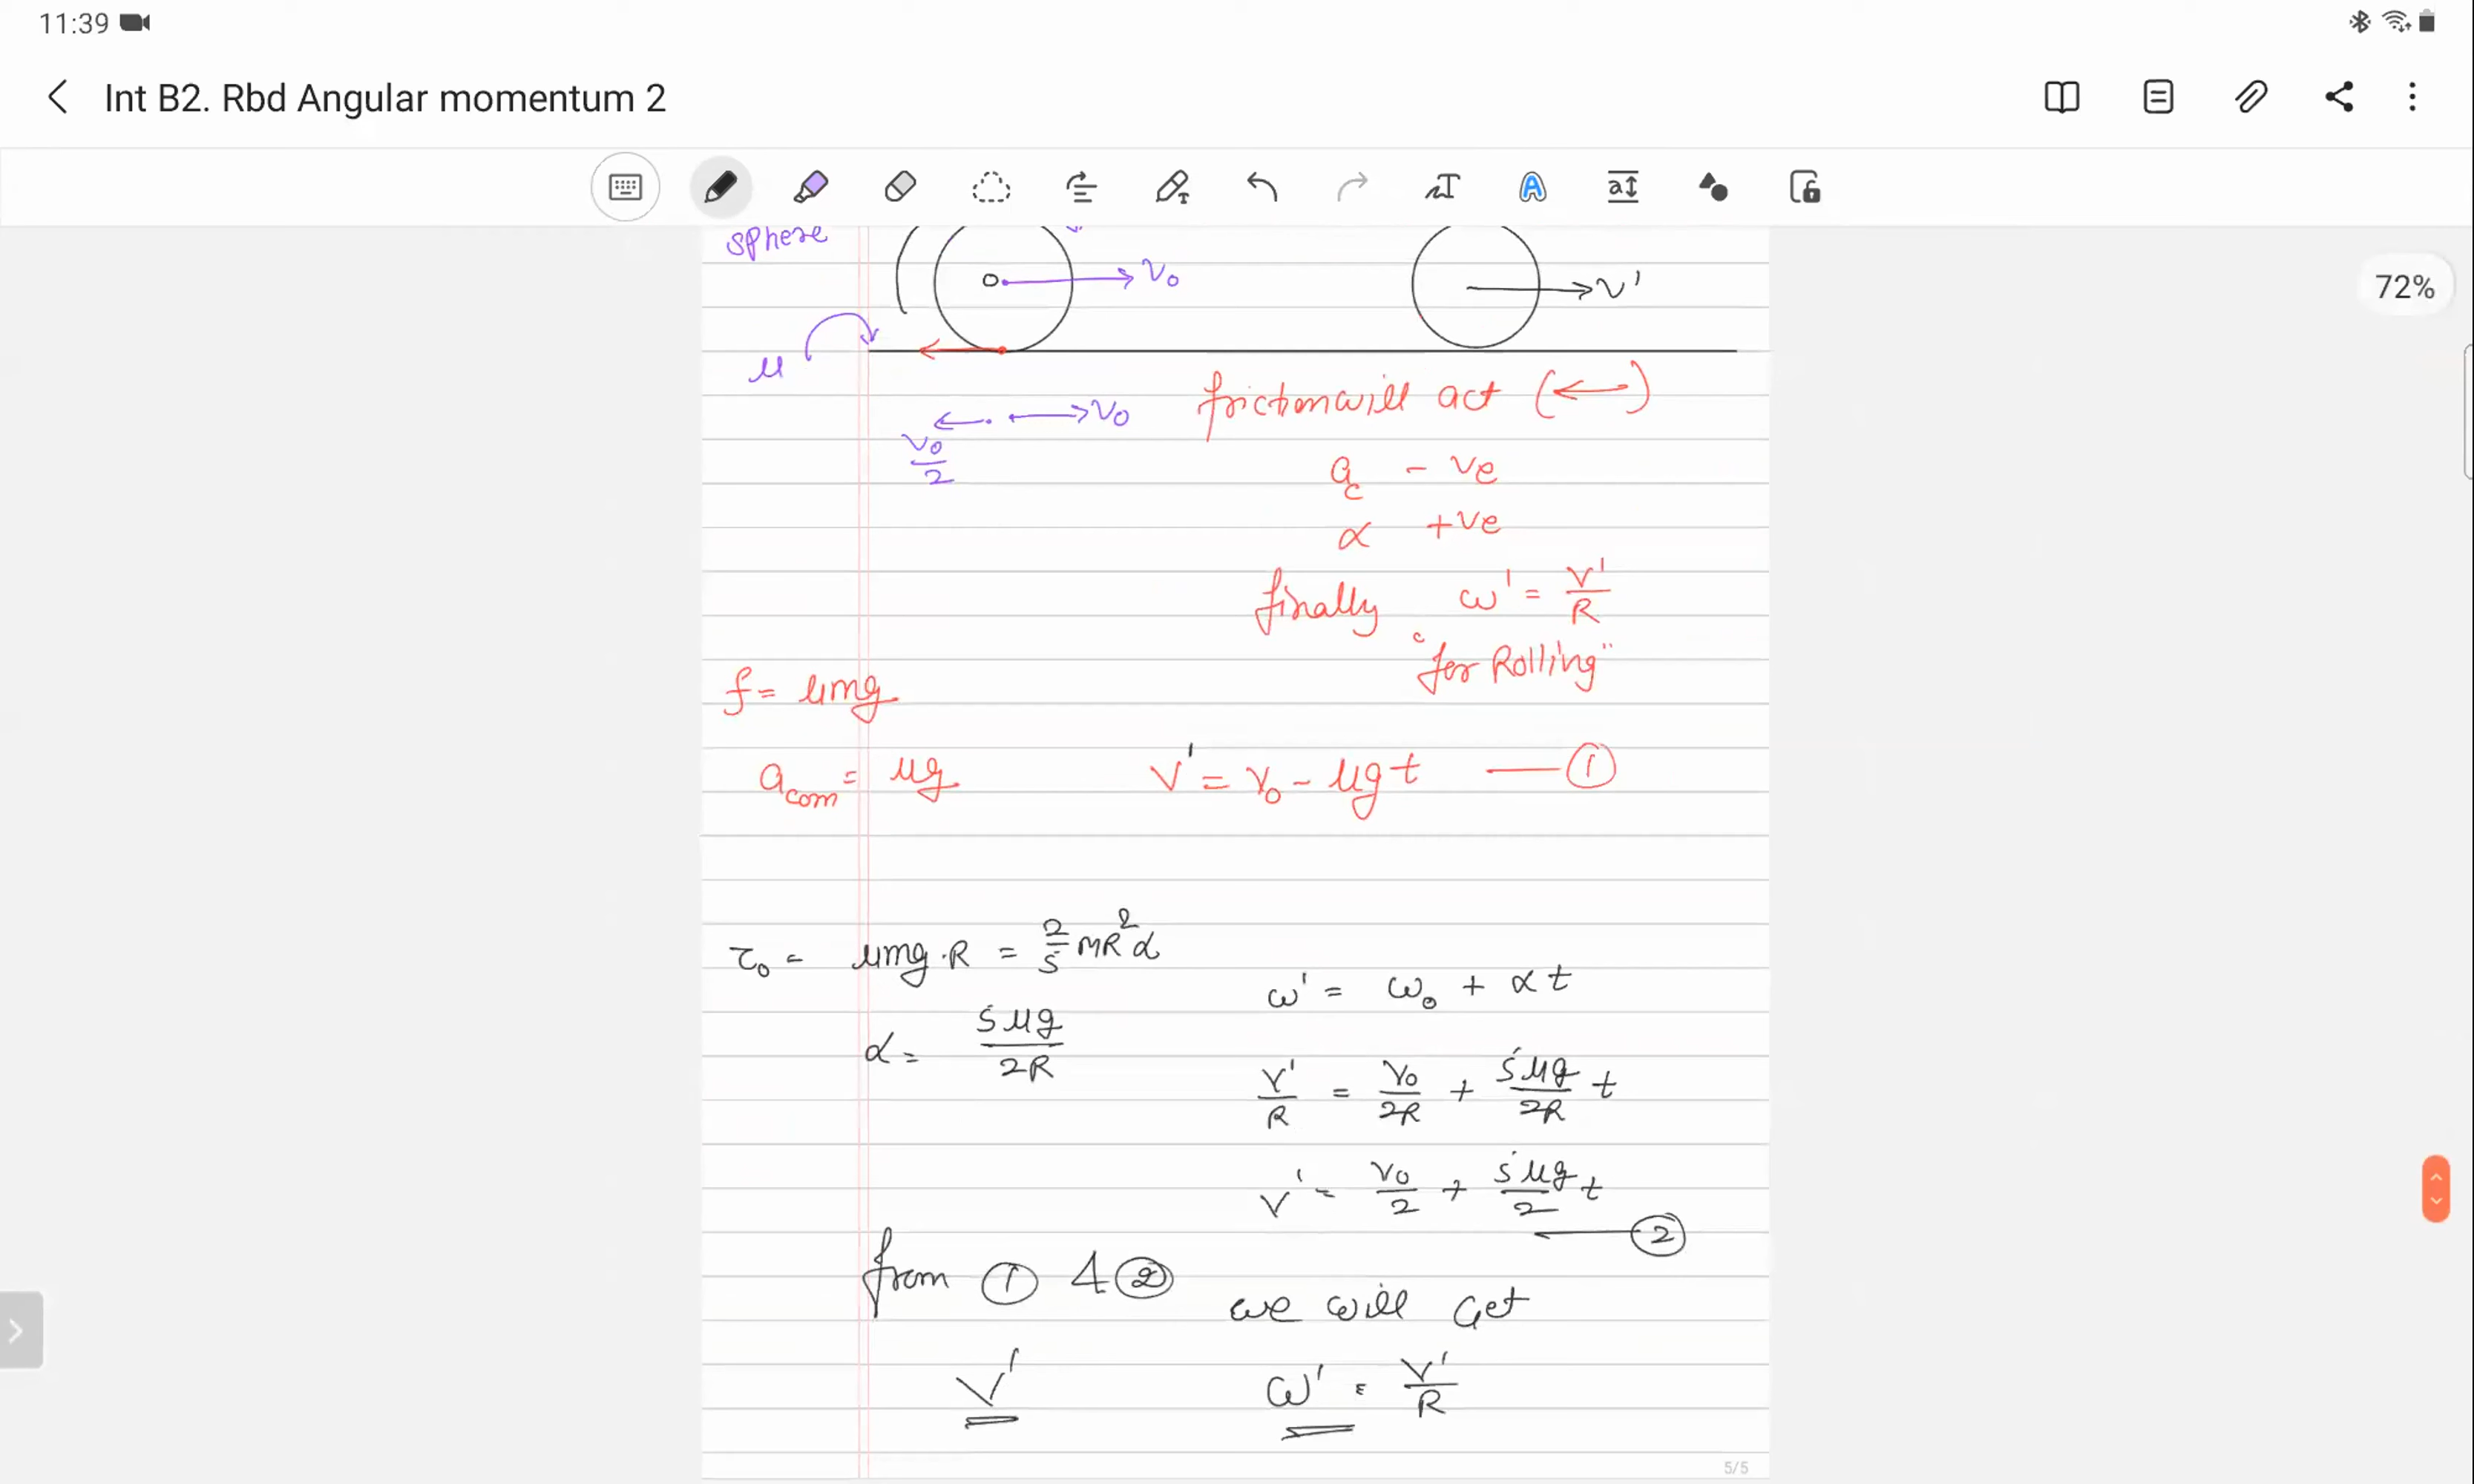 11:39
Int B2. Rbd Angular momentum 2
72%
sphere
v₀
v'
μ
v₀/2
v₀
friction will act (←)
a_c - ve
α +ve
finally ω' = v'/R
"for Rolling"
f = μmg
a_com = μg
v' = v₀ - μgt — ①
τ₀ = μmg·R = 2/5 mR²α
ω' = ω₀ + αt
α = 5μg/2R
v'/R = v₀/2R + 5μg/2R t
v' = v₀/2 + 5μg/2 t
②
from ① & ② we will get
v'
ω' = v'/R
5/5